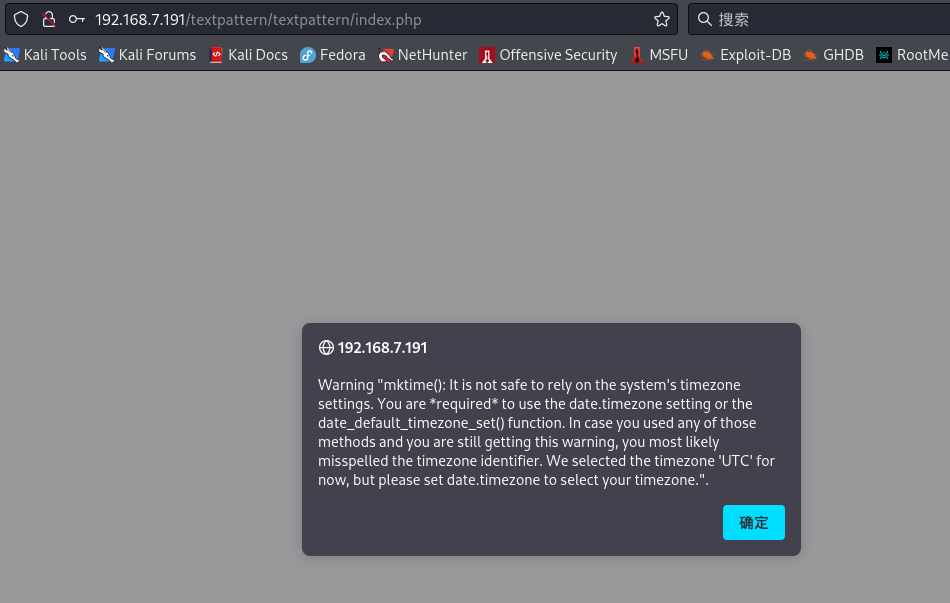 192.168.7.191/textpattern/textpattern/index.php
搜索
Kali Tools
Kali Forums
Kali Docs
Fedora
NetHunter
Offensive Security
MSFU
Exploit-DB
GHDB
RootMe
192.168.7.191
Warning "mktime(): It is not safe to rely on the system's timezone
settings. You are *required* to use the date.timezone setting or the
date_default_timezone_set() function. In case you used any of those
methods and you are still getting this warning, you most likely
misspelled the timezone identifier. We selected the timezone 'UTC' for
now, but please set date.timezone to select your timezone.".
确定